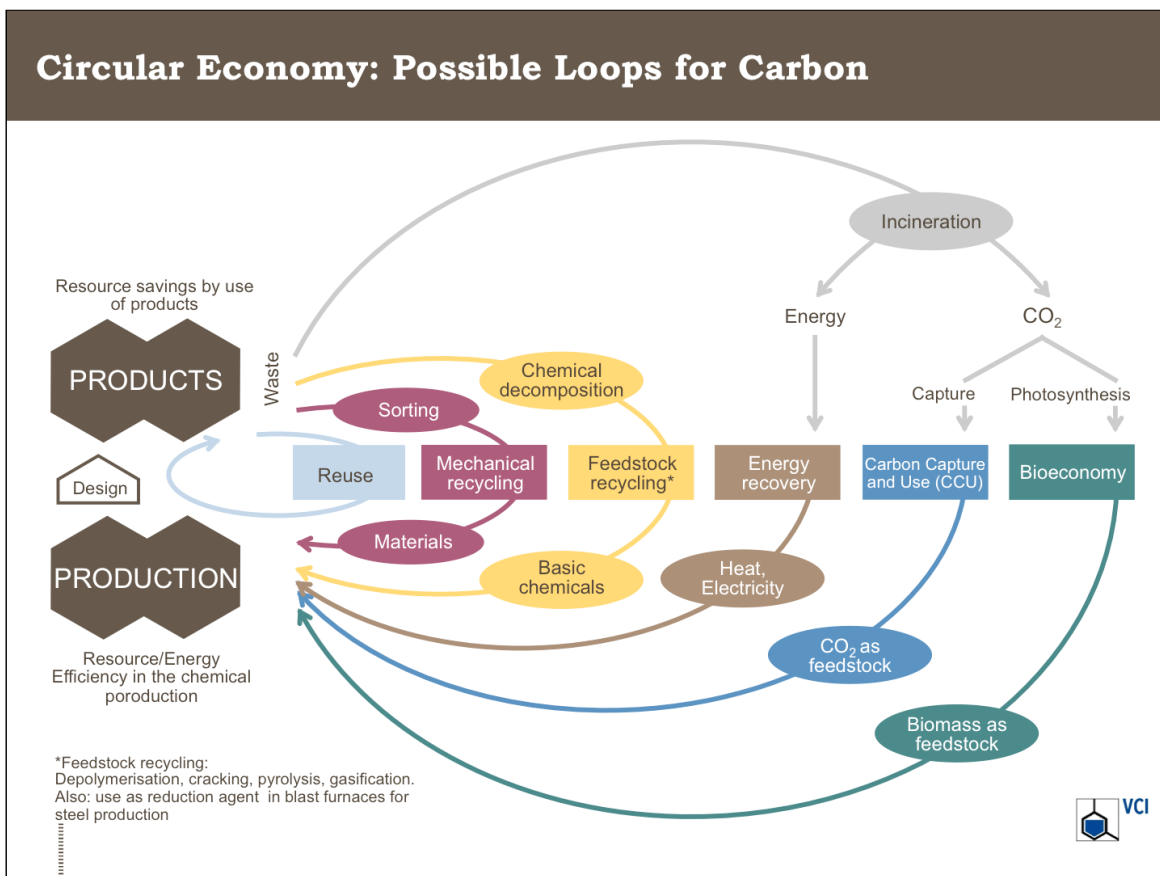 Circular Economy: Possible Loops for Carbon
Incineration
Resource savings by use
of products
Energy
CO₂
PRODUCTS
Waste
Chemical
decomposition
Capture
Photosynthesis
Sorting
Reuse
Mechanical
recycling
Feedstock
recycling*
Energy
recovery
Carbon Capture
and Use (CCU)
Bioeconomy
Design
Materials
PRODUCTION
Basic
chemicals
Heat,
Electricity
CO₂ as
feedstock
Resource/Energy
Efficiency in the chemical
poroduction
Biomass as
feedstock
*Feedstock recycling:
Depolymerisation, cracking, pyrolysis, gasification.
Also: use as reduction agent in blast furnaces for
steel production
VCI